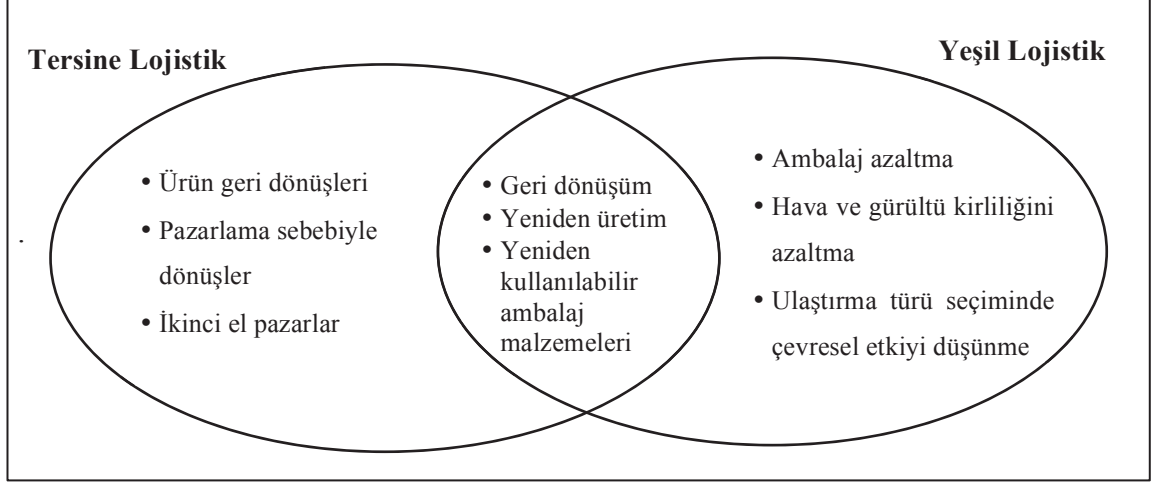 Tersine Lojistik
Yeşil Lojistik
• Ürün geri dönüşleri
• Pazarlama sebebiyle
dönüşler
• İkinci el pazarlar
• Geri dönüşüm
• Yeniden üretim
• Yeniden
kullanılabilir
ambalaj
malzemeleri
• Ambalaj azaltma
• Hava ve gürültü kirliliğini
azaltma
• Ulaştırma türü seçiminde
çevresel etkiyi düşünme